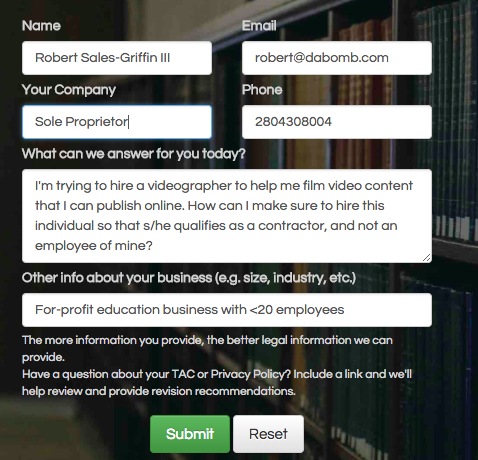 Name Email
Robert Sales-Griffin III robert@dabomb.com
Your Company Phone
Sole Proprietor 2804308004
What can we answer for you today?
I'm trying to hire a videographer to help me film video content
that I can publish online. How can I make sure to hire this
individual so that s/he qualifies as a contractor, and not an
employee of mine?
Other info about your business (e.g. size, industry, etc.)
For-profit education business with <20 employees
The more information you provide, the better legal information we can
provide.
Have a question about your TAC or Privacy Policy? Include a link and we'll
help review and provide revision recommendations.
Submit Reset